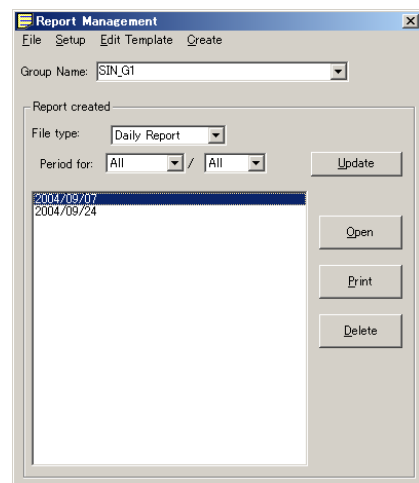 Report Management
File Setup Edit Template Create
Group Name: SIN_G1
Report created
File type: Daily Report
Period for: All / All Update
2004/09/07
2004/09/24
Open
Print
Delete